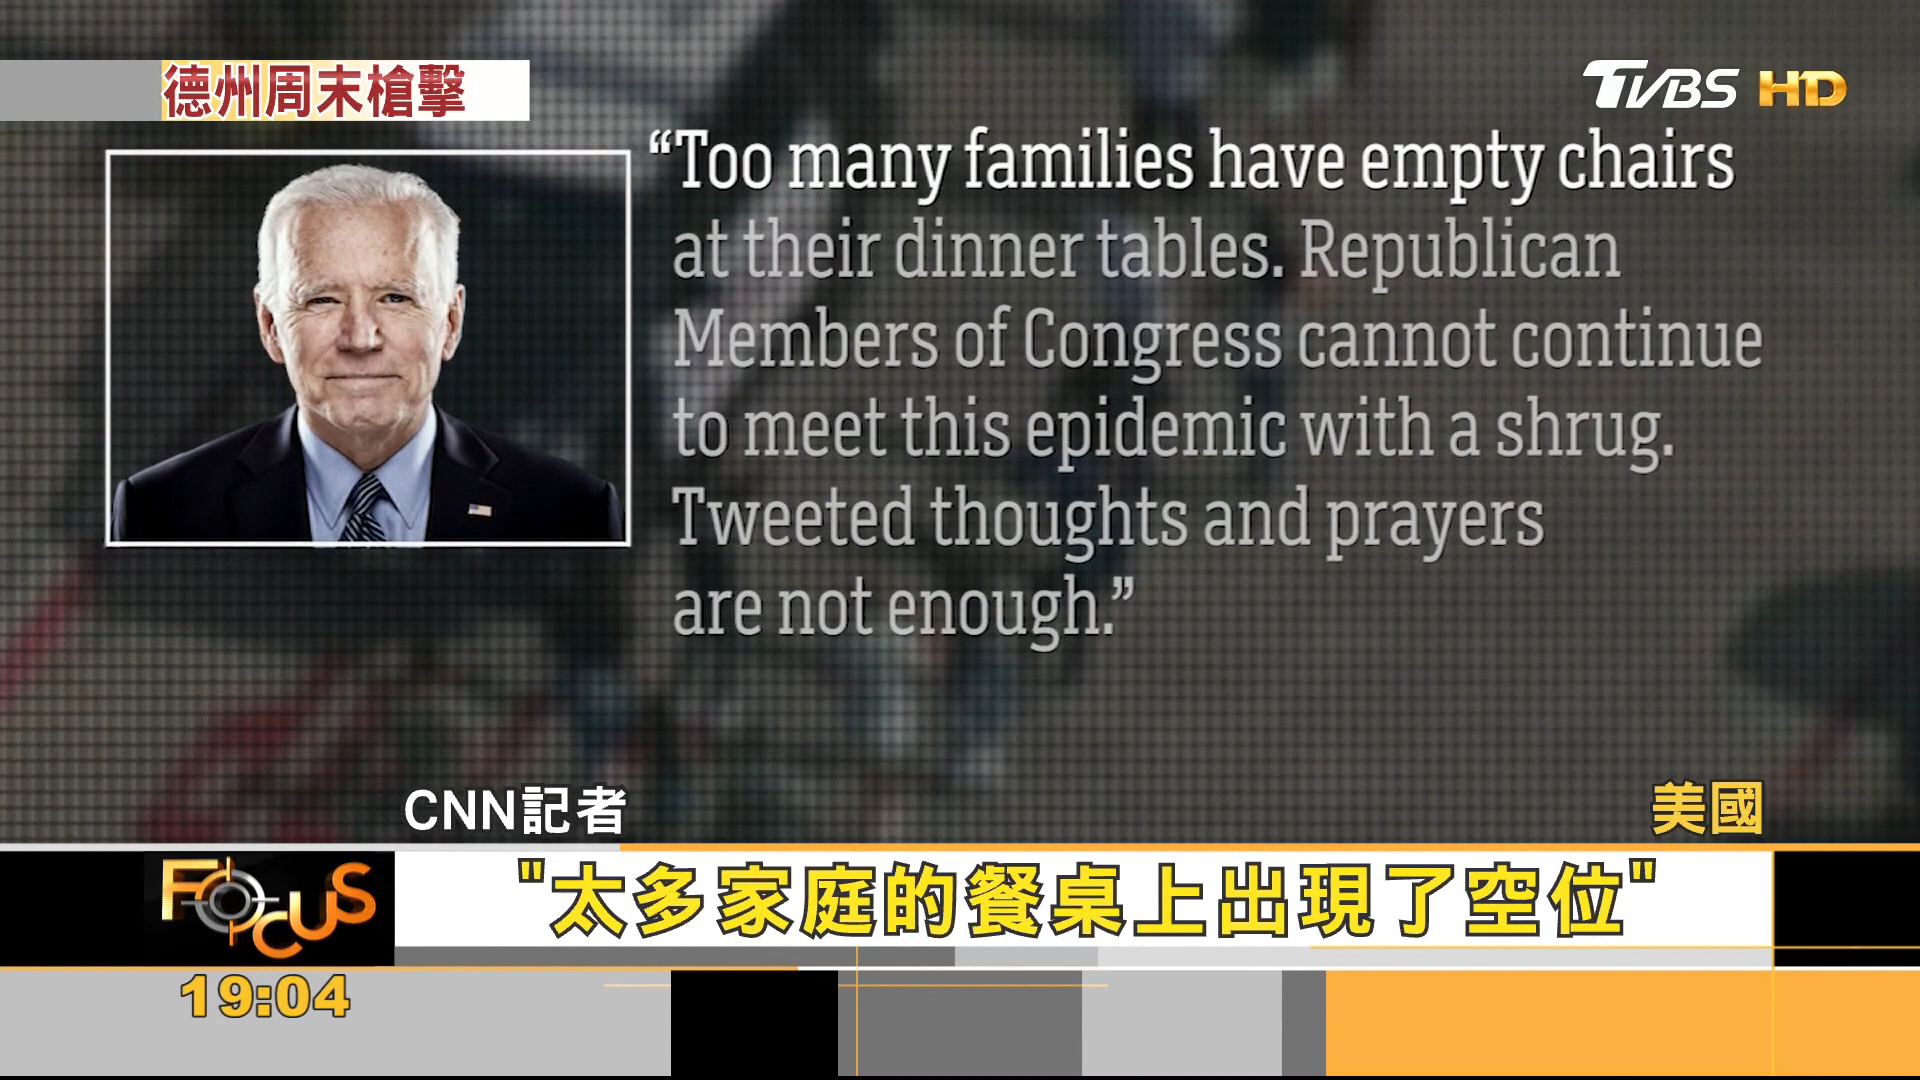 德州周末槍擊
TVBS HD
“Too many families have empty chairs
at their dinner tables. Republican
Members of Congress cannot continue
to meet this epidemic with a shrug.
Tweeted thoughts and prayers
are not enough.”
CNN記者
美國
FOCUS
"太多家庭的餐桌上出現了空位"
19:04